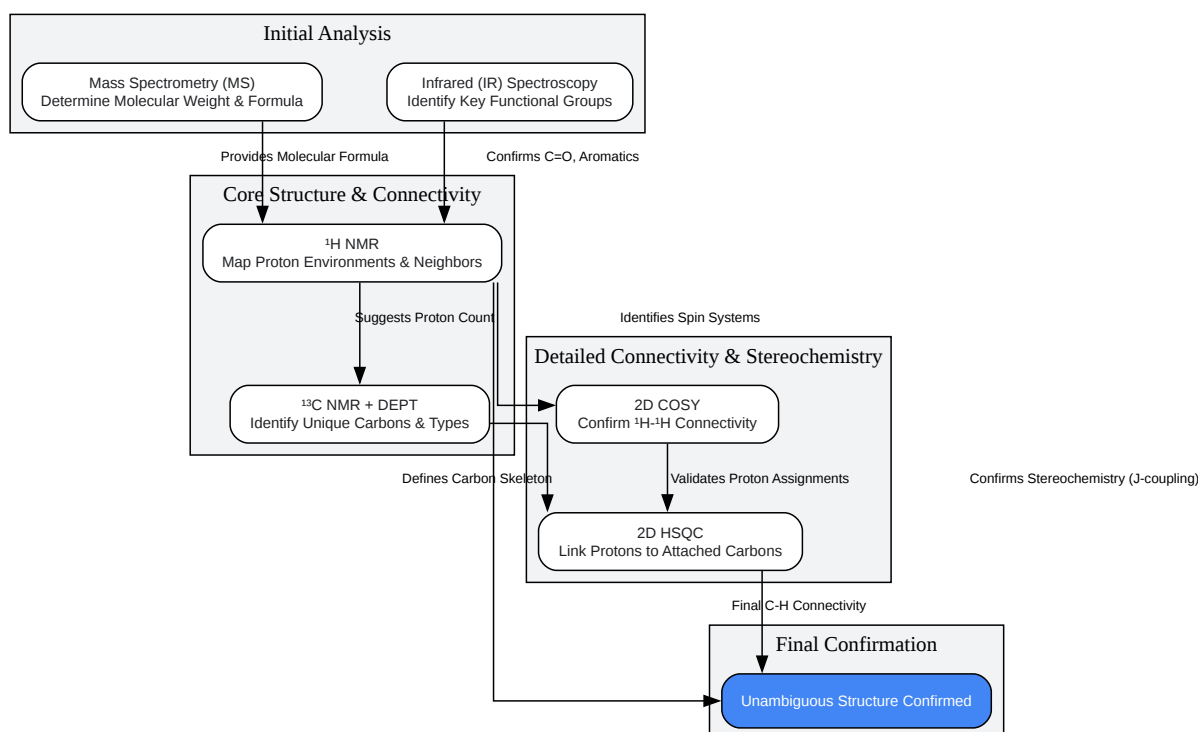 Initial Analysis
Mass Spectrometry (MS)
Determine Molecular Weight & Formula
Infrared (IR) Spectroscopy
Identify Key Functional Groups
Provides Molecular Formula
Confirms C=O, Aromatics
Core Structure & Connectivity
¹H NMR
Map Proton Environments & Neighbors
Suggests Proton Count
Identifies Spin Systems
Detailed Connectivity & Stereochemistry
¹³C NMR + DEPT
Identify Unique Carbons & Types
2D COSY
Confirm ¹H-¹H Connectivity
Defines Carbon Skeleton
Validates Proton Assignments
Confirms Stereochemistry (J-coupling)
2D HSQC
Link Protons to Attached Carbons
Final C-H Connectivity
Final Confirmation
Unambiguous Structure Confirmed